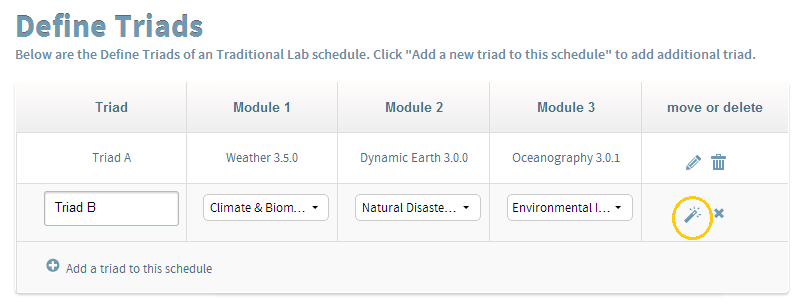 Define Triads
Below are the Define Triads of an Traditional Lab schedule. Click "Add a new triad to this schedule" to add additional triad.
Triad Module 1 Module 2 Module 3 move or delete
Triad A Weather 3.5.0 Dynamic Earth 3.0.0 Oceanography 3.0.1
Triad B Climate & Biom... Natural Disaste... Environmental I...
Add a triad to this schedule